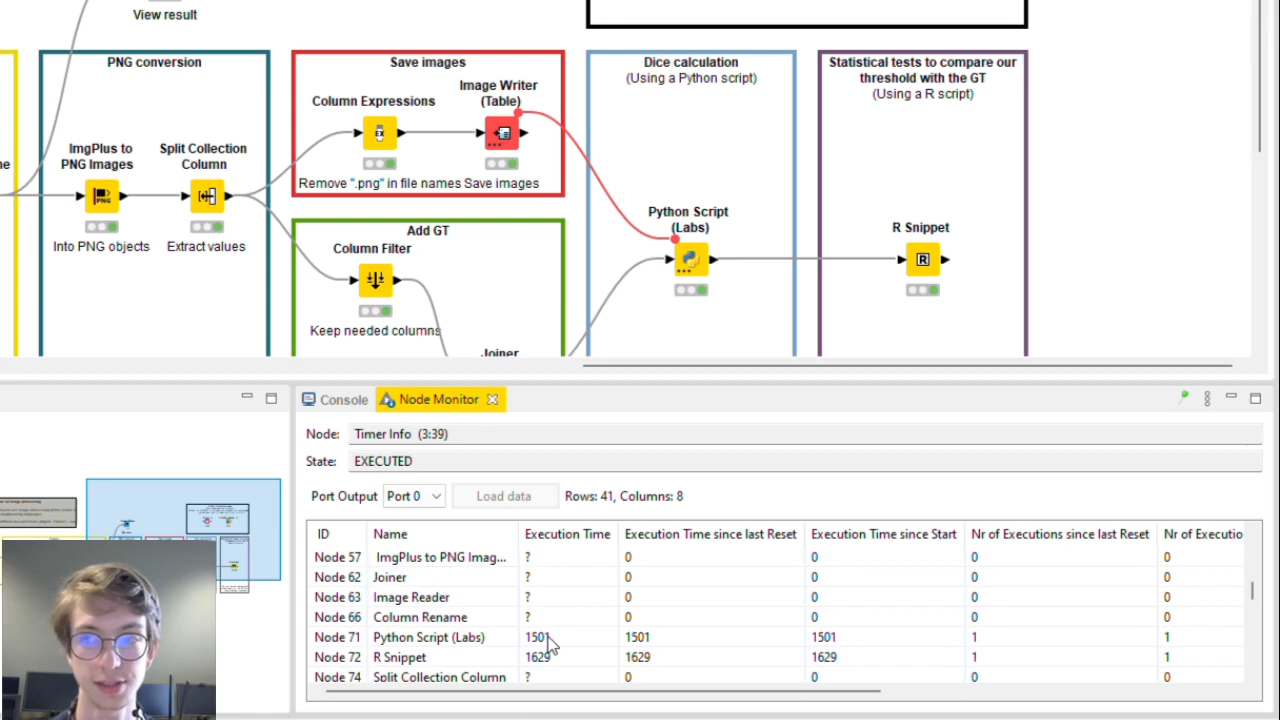 View result
PNG conversion
Save images
Dice calculation
(Using a Python script)
Statistical tests to compare our
threshold with the GT
(Using a R script)
Column Expressions
Image Writer
(Table)
EX
ImgPlus to
PNG Images
Split Collection
Column
ne
PNG
Remove ".png" in file names
Save images
Into PNG objects
Extract values
Add GT
Column Filter
Keep needed columns
Joiner
Python Script
(Labs)
R Snippet
R
Console
Node Monitor
Node:
Timer Info (3:39)
State:
EXECUTED
Port Output
Port 0
Load data
Rows: 41, Columns: 8
ID Name Execution Time Execution Time since last Reset Execution Time since Start Nr of Executions since last Reset Nr of Executio
Node 57 ImgPlus to PNG Imag... ? 0 0 0 0
Node 62 Joiner ? 0 0 0 0
Node 63 Image Reader ? 0 0 0 0
Node 66 Column Rename ? 0 0 0 0
Node 71 Python Script (Labs) 1501 1501 1501 1 1
Node 72 R Snippet 1629 1629 1629 1 1
Node 74 Split Collection Column ? 0 0 0 0